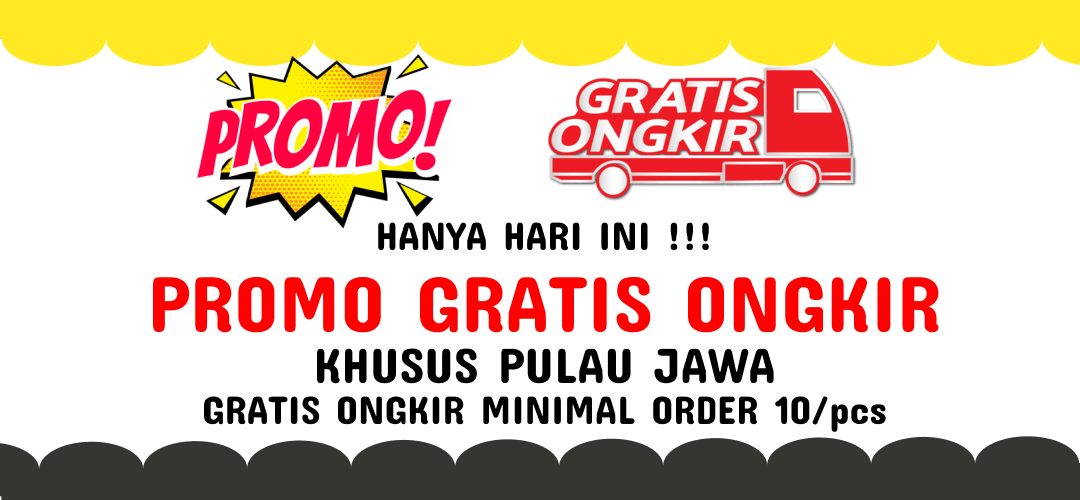 PROMO!
GRATIS
ONGKIR
HANYA HARI INI !!!
PROMO GRATIS ONGKIR
KHUSUS PULAU JAWA
GRATIS ONGKIR MINIMAL ORDER 10/pcs